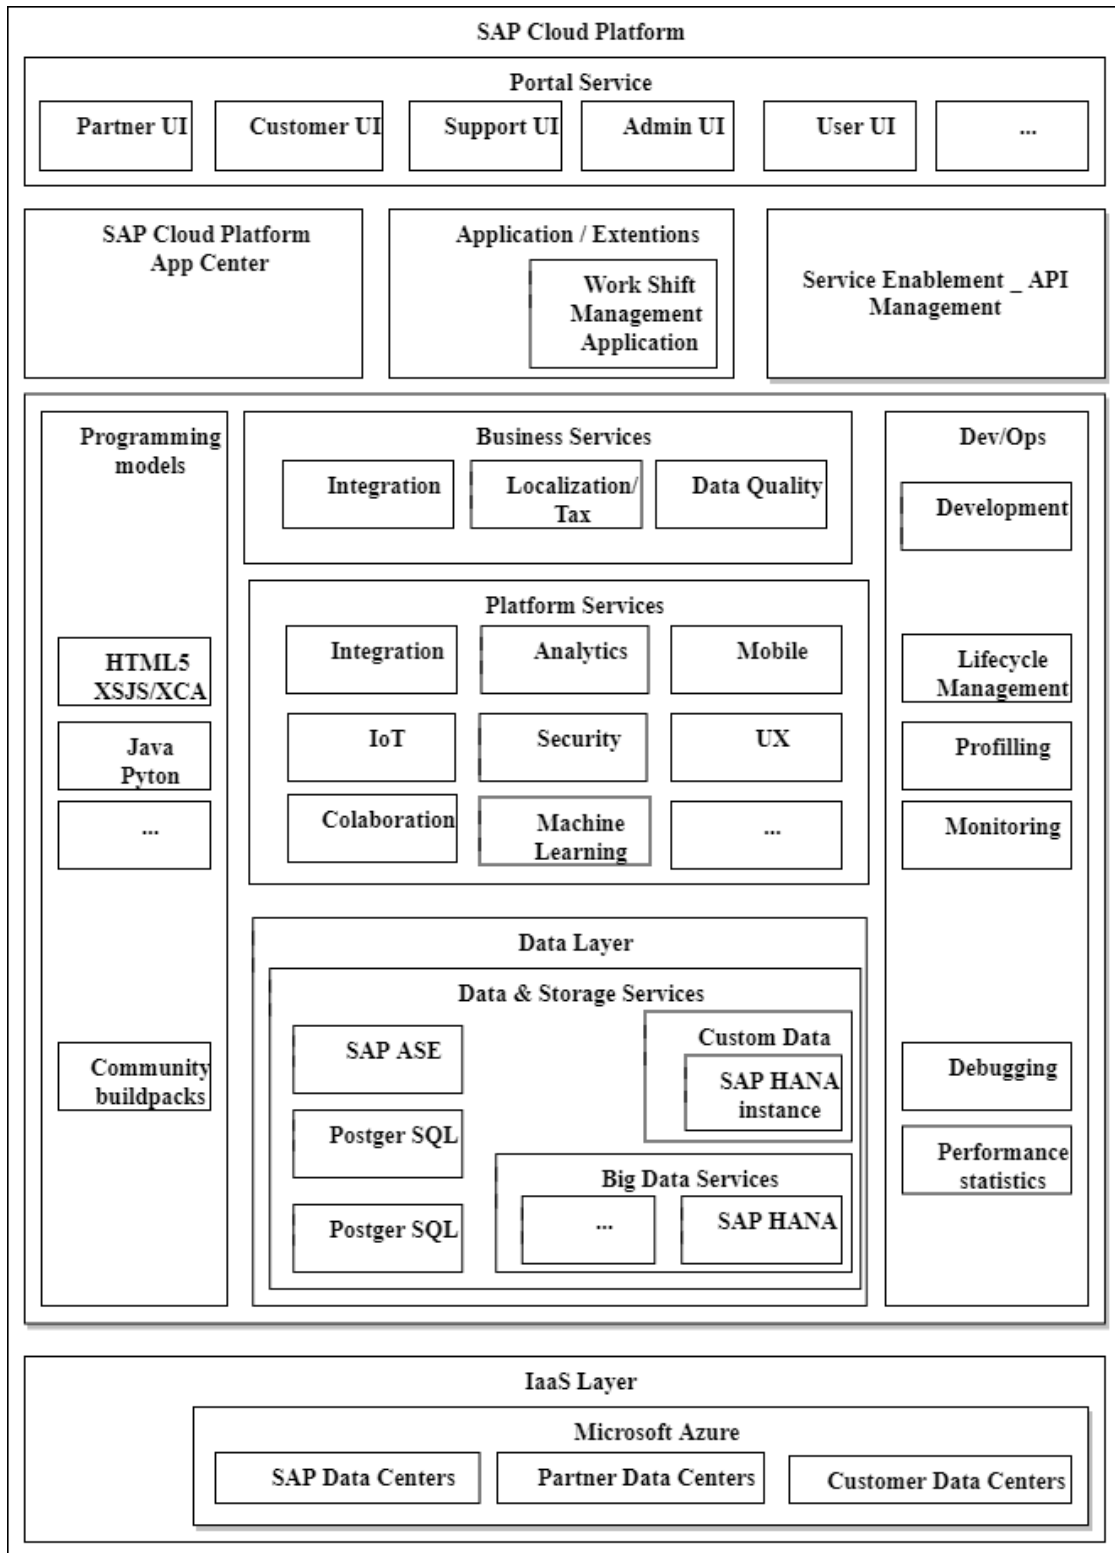 SAP Cloud Platform
Portal Service
Partner UI
Customer UI
Support UI
Admin UI
User UI
...
SAP Cloud Platform
App Center
Application / Extentions
Work Shift
Management
Application
Service Enablement _ API
Management
Programming
models
HTML5
XSJS/XCA
Java
Pyton
...
Community
buildpacks
Business Services
Integration
Localization/
Tax
Data Quality
Platform Services
Integration
Analytics
Mobile
IoT
Security
UX
Colaboration
Machine
Learning
...
Data Layer
Data & Storage Services
SAP ASE
Postger SQL
Postger SQL
Custom Data
SAP HANA
instance
Big Data Services
...
SAP HANA
Dev/Ops
Development
Lifecycle
Management
Profilling
Monitoring
Debugging
Performance
statistics
IaaS Layer
Microsoft Azure
SAP Data Centers
Partner Data Centers
Customer Data Centers